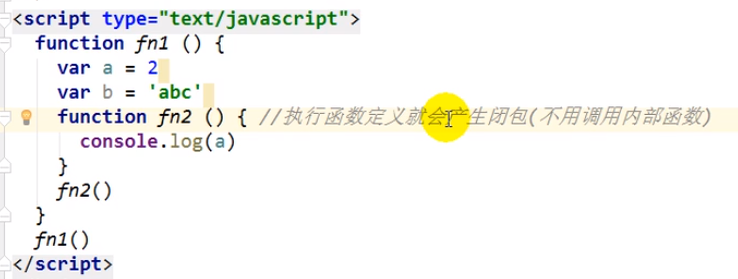 <script type="text/javascript">
function fn1 () {
var a = 2
var b = 'abc'
function fn2 () { //执行函数定义就会产生闭包(不用调用内部函数)
console.log(a)
}
fn2()
}
fn1()
</script>